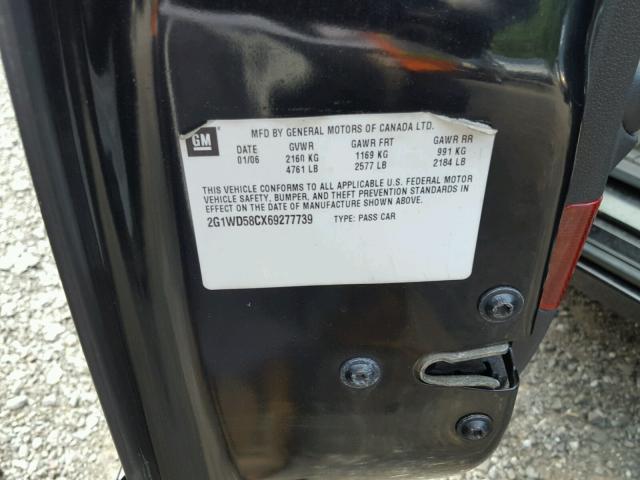 GM
MFD BY GENERAL MOTORS OF CANADA LTD.
DATE GVWR GAWR FRT GAWR RR
01/06 2160 KG 1169 KG 991 KG
4761 LB 2577 LB 2184 LB
THIS VEHICLE CONFORMS TO ALL APPLICABLE U.S. FEDERAL MOTOR
VEHICLE SAFETY, BUMPER, AND THEFT PREVENTION STANDARDS IN
EFFECT ON THE DATE OF MANUFACTURE SHOWN ABOVE.
2G1WD58CX69277739 TYPE: PASS CAR